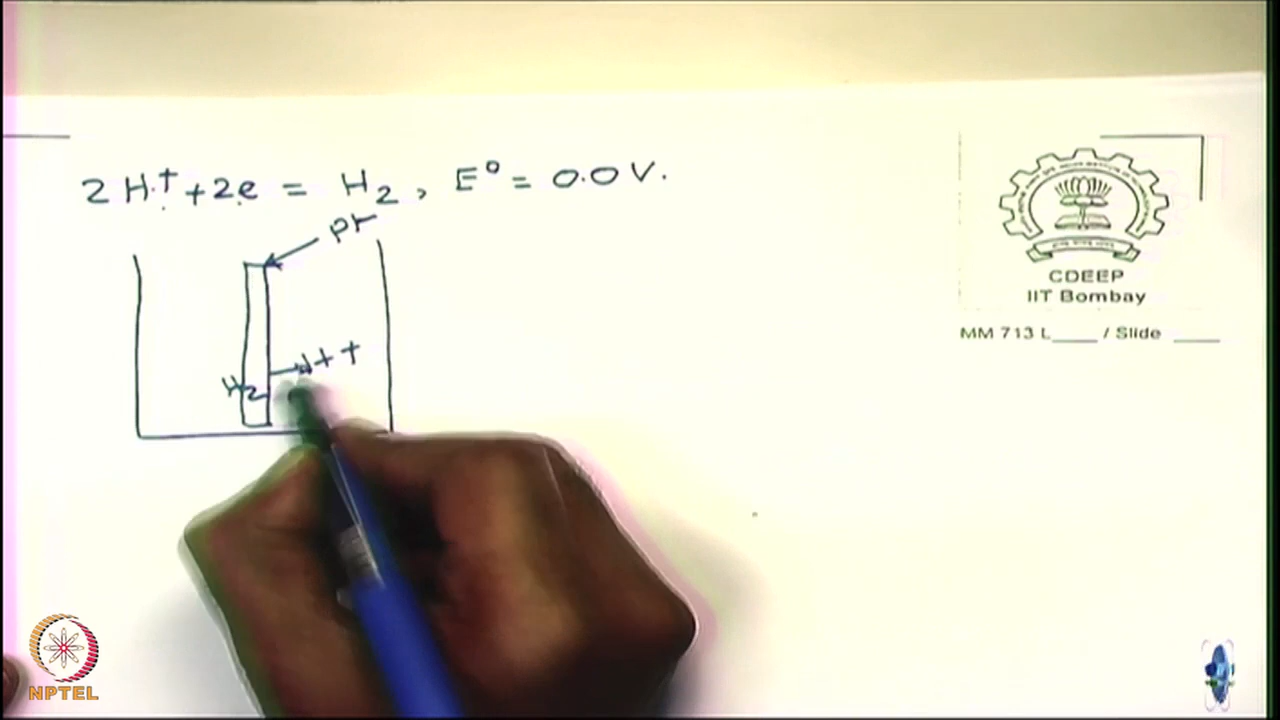 2H⁺ + 2e = H₂, E° = 0.0 V.
Pt
H⁺
H₂
CDEEP
IIT Bombay
MM 713 L____ / Slide ____
NPTEL